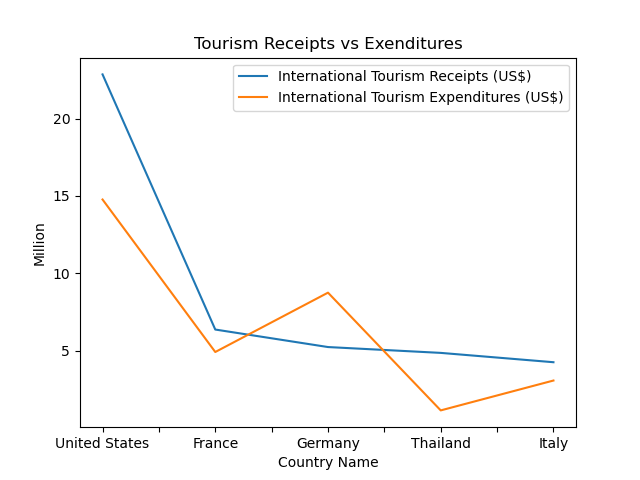 Tourism Receipts vs Exenditures
International Tourism Receipts (US$)
International Tourism Expenditures (US$)
Million
20
15
10
5
United States France Germany Thailand Italy
Country Name